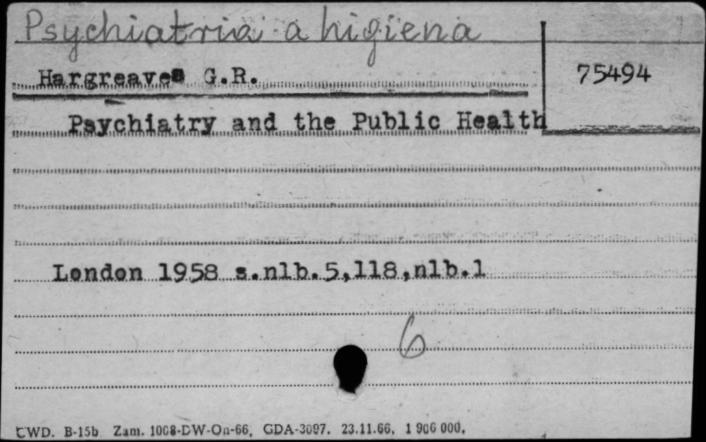 Psychiatria a higiena
Hargreaves G.R.
75494
Psychiatry and the Public Health
London 1958 s.nlb.5,118,nlb.1
6
CWD. B-15b Zam. 1008-DW-On-66. GDA-3097. 23.11.66. 1 906 000.